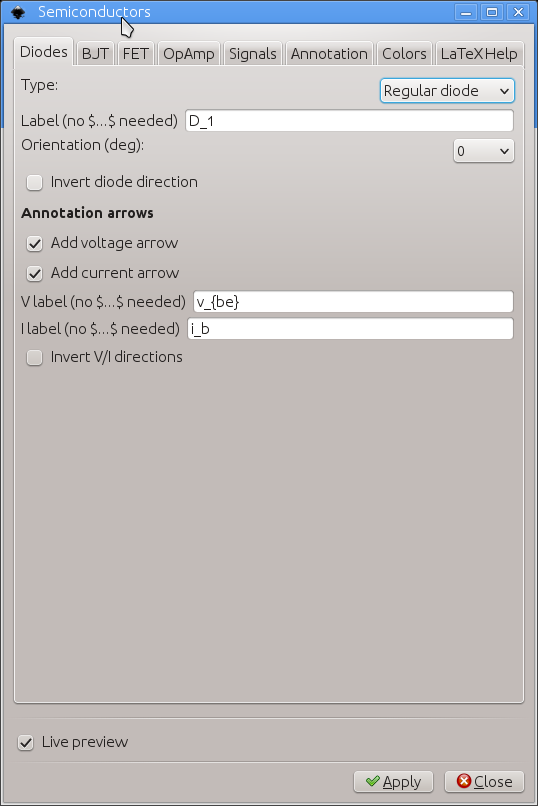 Semiconductors
Diodes BJT FET OpAmp Signals Annotation Colors LaTeX Help
Type: Regular diode
Label (no $...$ needed) D_1
Orientation (deg): 0
Invert diode direction
Annotation arrows
Add voltage arrow
Add current arrow
V label (no $...$ needed) v_{be}
I label (no $...$ needed) i_b
Invert V/I directions
Live preview
Apply Close